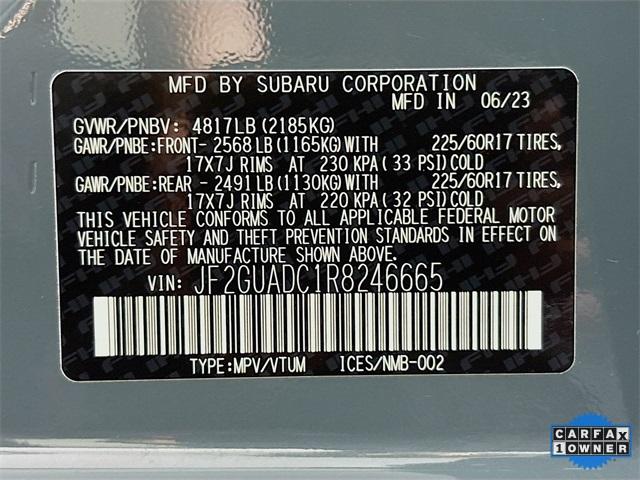 MFD BY SUBARU CORPORATION
MFD IN 06/23
GVWR/PNBV: 4817LB (2185KG)
GAWR/PNBE:FRONT- 2568LB (1165KG) WITH 225/60R17 TIRES,
17X7J RIMS AT 230 KPA (33 PSI) COLD
GAWR/PNBE:REAR - 2491LB (1130KG) WITH 225/60R17 TIRES,
17X7J RIMS AT 220 KPA (32 PSI) COLD
THIS VEHICLE CONFORMS TO ALL APPLICABLE FEDERAL MOTOR
VEHICLE SAFETY AND THEFT PREVENTION STANDARDS IN EFFECT ON
THE DATE OF MANUFACTURE SHOWN ABOVE.
VIN: JF2GUADC1R8246665
TYPE:MPV/VTUM ICES/NMB-002
CARFAX
1 OWNER